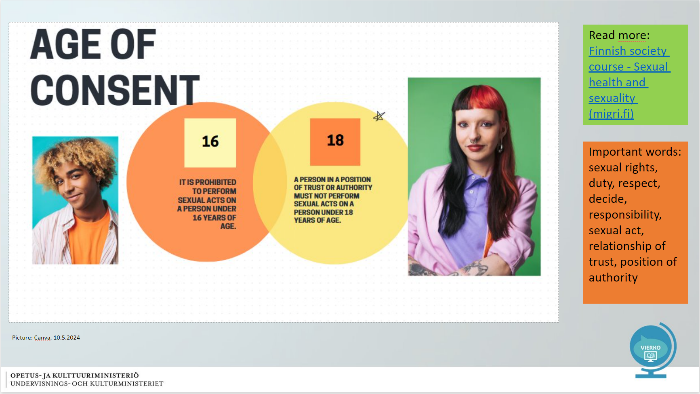 AGE OF
CONSENT
16
IT IS PROHIBITED
TO PERFORM
SEXUAL ACTS ON
A PERSON UNDER
16 YEARS OF
AGE.
18
A PERSON IN A POSITION
OF TRUST OR AUTHORITY
MUST NOT PERFORM
SEXUAL ACTS ON A
PERSON UNDER 18
YEARS OF AGE.
Read more:
Finnish society
course - Sexual
health and
sexuality
(migri.fi)
Important words:
sexual rights,
duty, respect,
decide,
responsibility,
sexual act,
relationship of
trust, position of
authority
Picture: Canva: 10.5.2024
VIERKO
OPETUS- JA KULTTUURIMINISTERIÖ
UNDERVISNINGS- OCH KULTURMINISTERIET